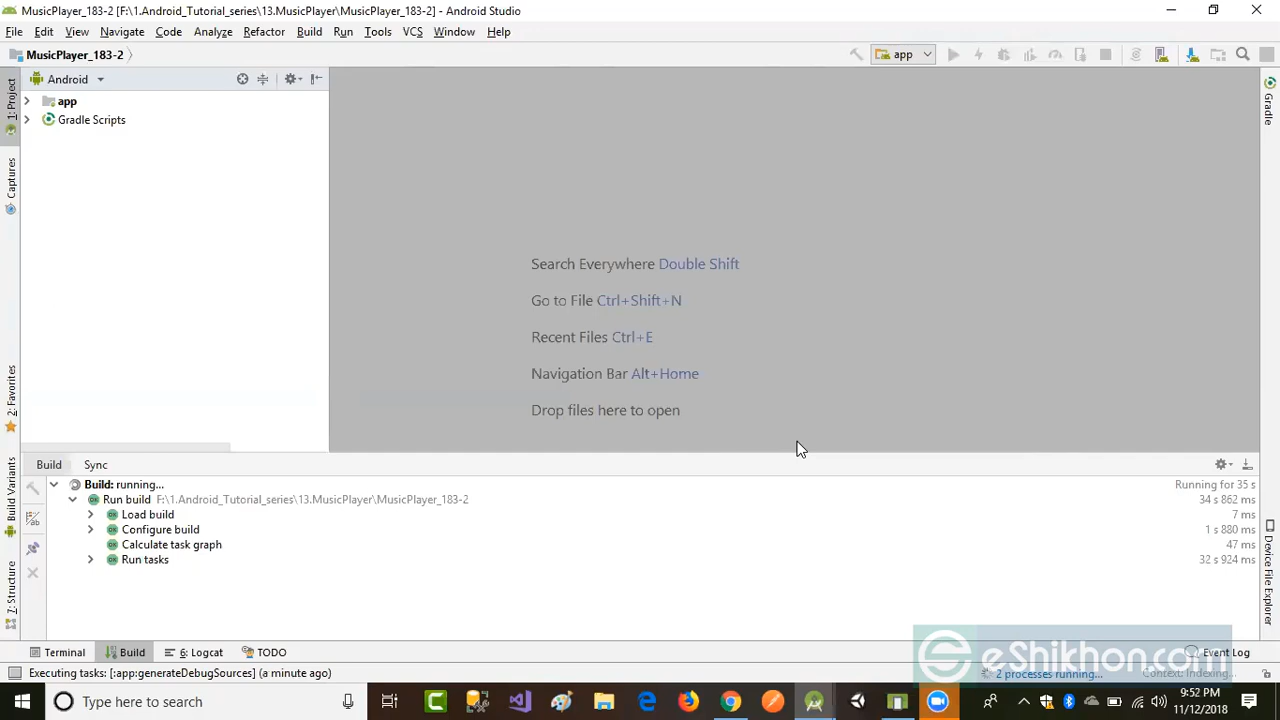 MusicPlayer_183-2 [F:\1.Android_Tutorial_series\13.MusicPlayer\MusicPlayer_183-2] - Android Studio
File Edit View Navigate Code Analyze Refactor Build Run Tools VCS Window Help
MusicPlayer_183-2
app
Android
1: Project
app
Gradle Scripts
Captures
2: Favorites
Build Variants
7: Structure
Gradle
Device File Explorer
Search Everywhere Double Shift
Go to File Ctrl+Shift+N
Recent Files Ctrl+E
Navigation Bar Alt+Home
Drop files here to open
Build Sync
Build: running... Running for 35 s
Run build F:\1.Android_Tutorial_series\13.MusicPlayer\MusicPlayer_183-2 34 s 862 ms
Load build 7 ms
Configure build 1 s 880 ms
Calculate task graph 47 ms
Run tasks 32 s 924 ms
Terminal Build 6: Logcat TODO Event Log
eShikhon.com
Executing tasks: [:app:generateDebugSources] (a minute ago) 2 processes running... Context: Indexing...
Type here to search
9:52 PM
11/12/2018